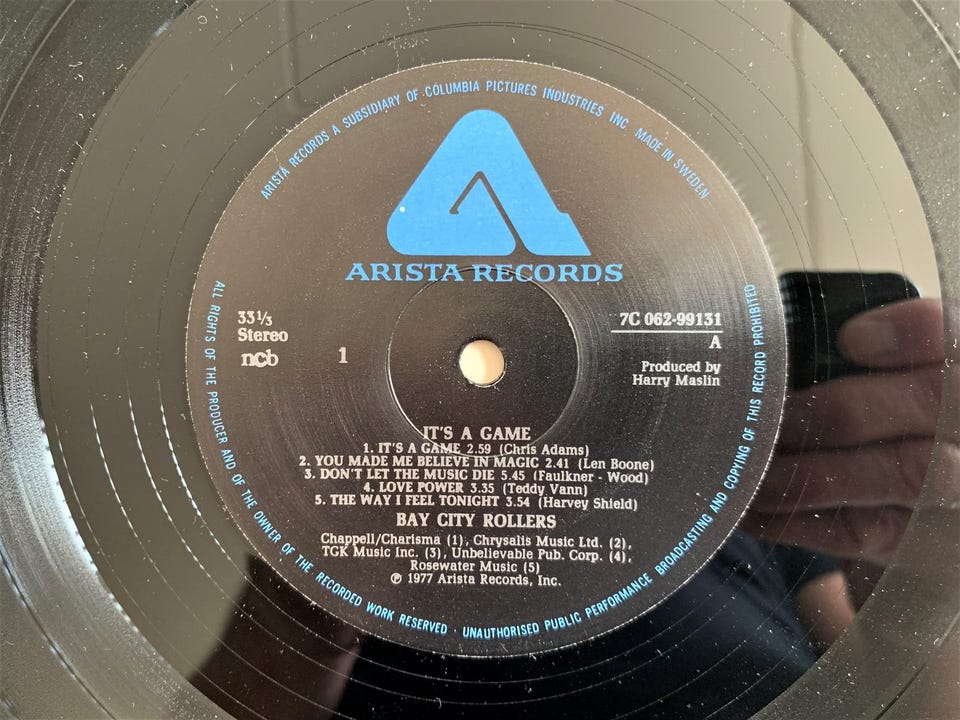 ARISTA RECORDS A SUBSIDIARY OF COLUMBIA PICTURES INDUSTRIES INC. MADE IN SWEDEN
ARISTA RECORDS
33⅓
Stereo
ncb
1
7C 062-99131
A
Produced by
Harry Maslin
IT'S A GAME
1. IT'S A GAME 2.59 (Chris Adams)
2. YOU MADE ME BELIEVE IN MAGIC 2.41 (Len Boone)
3. DON'T LET THE MUSIC DIE 5.45 (Faulkner - Wood)
4. LOVE POWER 3.35 (Teddy Vann)
5. THE WAY I FEEL TONIGHT 3.54 (Harvey Shield)
BAY CITY ROLLERS
Chappell/Charisma (1), Chrysalis Music Ltd. (2),
TGK Music Inc. (3), Unbelievable Pub. Corp. (4),
Rosewater Music (5)
℗ 1977 Arista Records, Inc.
ALL RIGHTS OF THE PRODUCER AND OF THE OWNER OF THE RECORDED WORK RESERVED · UNAUTHORISED PUBLIC PERFORMANCE BROADCASTING AND COPYING OF THIS RECORD PROHIBITED